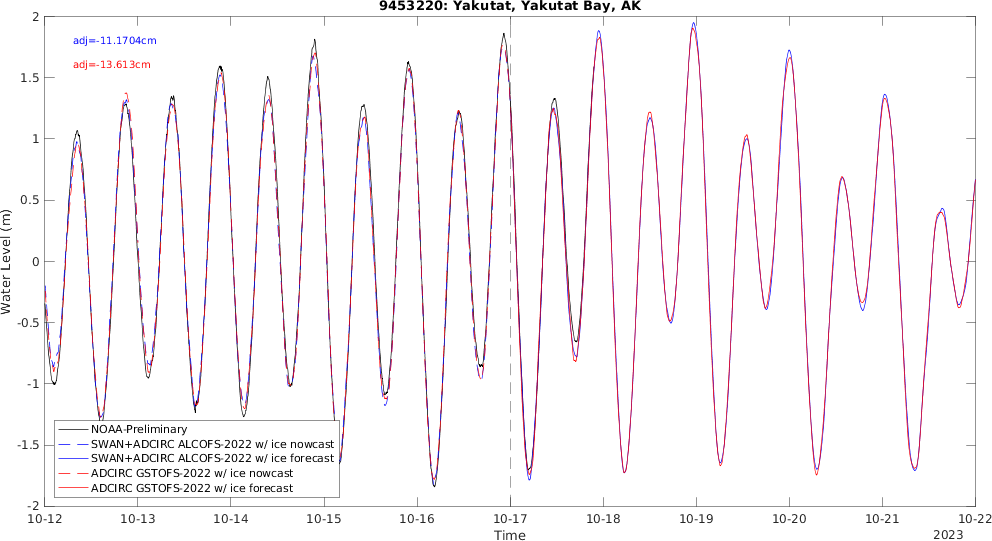 9453220: Yakutat, Yakutat Bay, AK
adj=-11.1704cm
adj=-13.613cm
Water Level (m)
2
1.5
1
0.5
0
-0.5
-1
-1.5
-2
NOAA-Preliminary
SWAN+ADCIRC ALCOFS-2022 w/ ice nowcast
SWAN+ADCIRC ALCOFS-2022 w/ ice forecast
ADCIRC GSTOFS-2022 w/ ice nowcast
ADCIRC GSTOFS-2022 w/ ice forecast
10-12 10-13 10-14 10-15 10-16 10-17 10-18 10-19 10-20 10-21 10-22
Time
2023